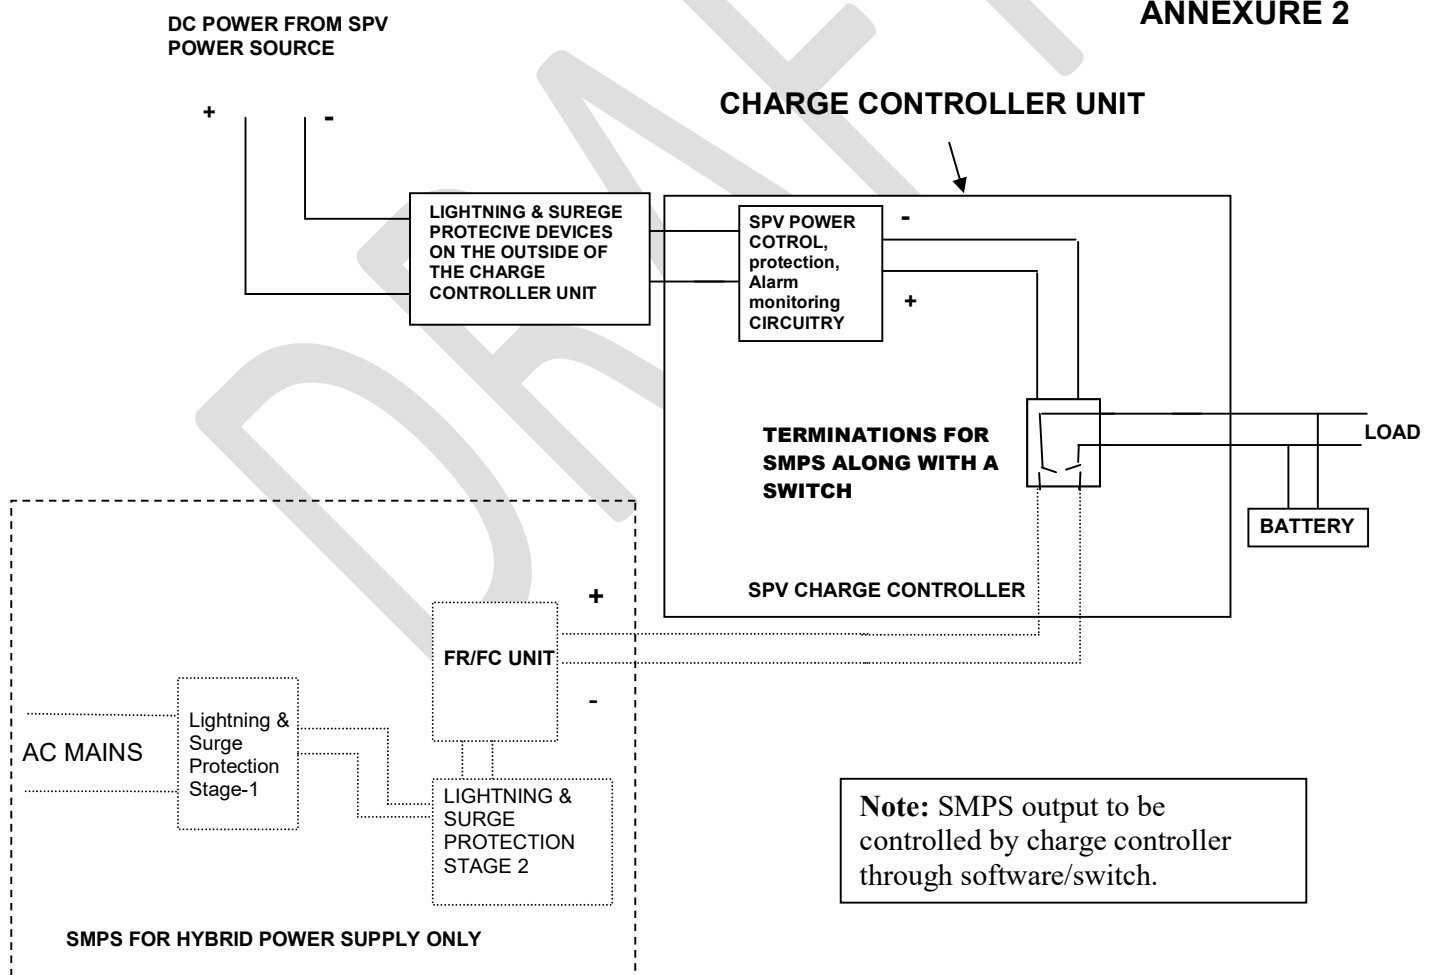 ANNEXURE 2
DC POWER FROM SPV
POWER SOURCE
+
-
CHARGE CONTROLLER UNIT
LIGHTNING & SUREGE
PROTECIVE DEVICES
ON THE OUTSIDE OF
THE CHARGE
CONTROLLER UNIT
SPV POWER
COTROL,
protection,
Alarm
monitoring
CIRCUITRY
-
+
TERMINATIONS FOR
SMPS ALONG WITH A
SWITCH
LOAD
BATTERY
SPV CHARGE CONTROLLER
+
FR/FC UNIT
-
AC MAINS
Lightning &
Surge
Protection
Stage-1
LIGHTNING &
SURGE
PROTECTION
STAGE 2
SMPS FOR HYBRID POWER SUPPLY ONLY
Note: SMPS output to be
controlled by charge controller
through software/switch.
DRAFT